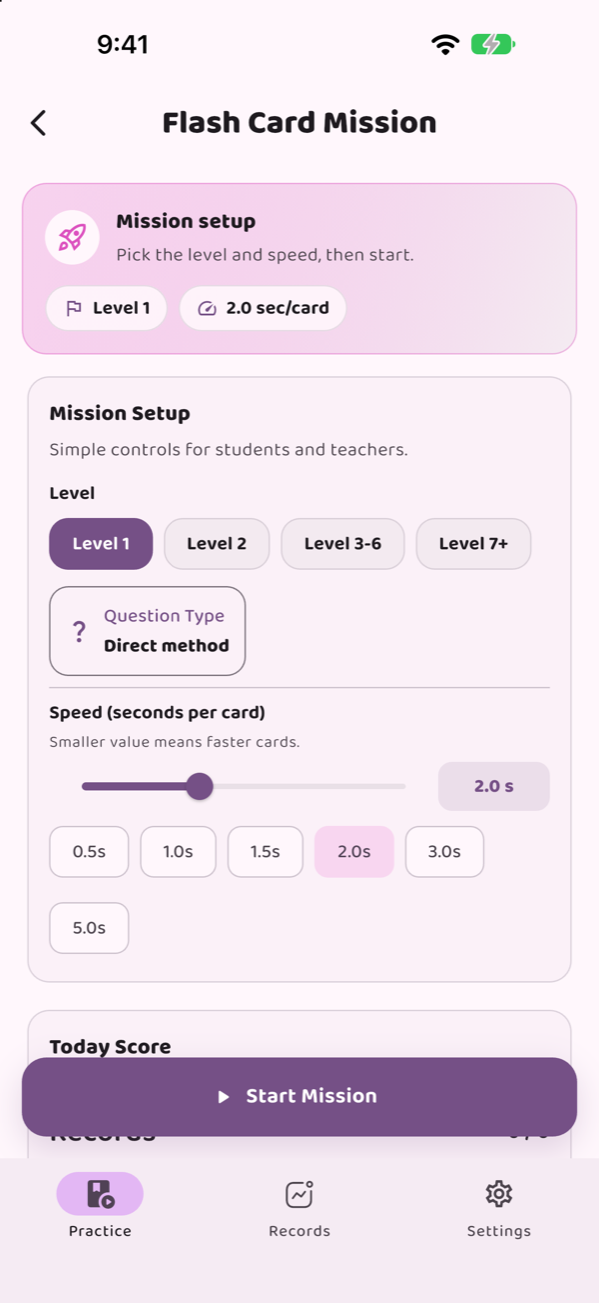 9:41
Flash Card Mission
Mission setup
Pick the level and speed, then start.
Level 1
2.0 sec/card
Mission Setup
Simple controls for students and teachers.
Level
Level 1
Level 2
Level 3-6
Level 7+
?
Question Type
Direct method
Speed (seconds per card)
Smaller value means faster cards.
2.0 s
0.5s
1.0s
1.5s
2.0s
3.0s
5.0s
Today Score
Start Mission
Records
Practice
Records
Settings